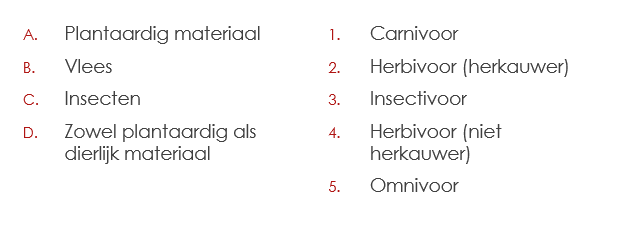 A. Plantaardig materiaal
B. Vlees
C. Insecten
D. Zowel plantaardig als
dierlijk materiaal
1. Carnivoor
2. Herbivoor (herkauwer)
3. Insectivoor
4. Herbivoor (niet
herkauwer)
5. Omnivoor